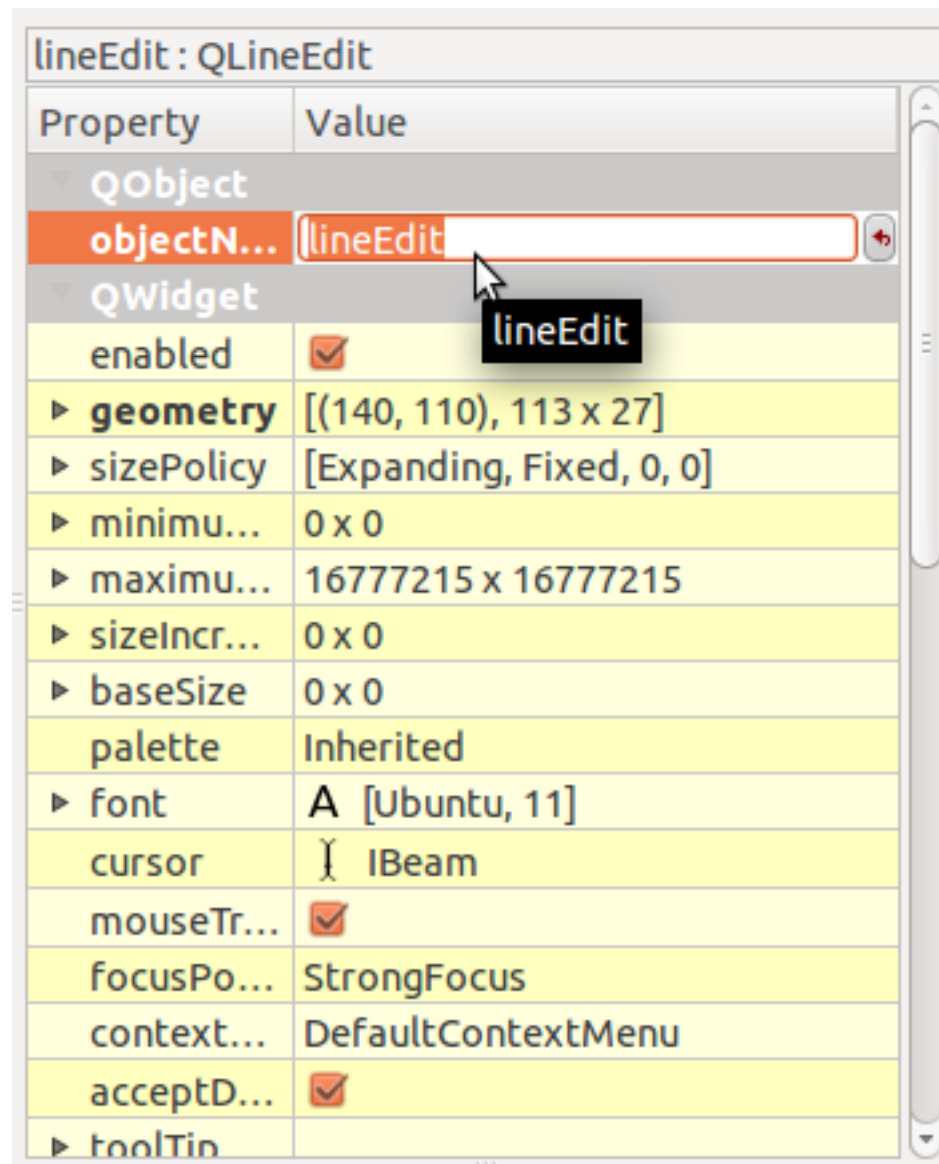 lineEdit : QLineEdit
Property Value
QObject
objectN... lineEdit
QWidget
lineEdit
enabled
geometry [(140, 110), 113 x 27]
sizePolicy [Expanding, Fixed, 0, 0]
minimu... 0 x 0
maximu... 16777215 x 16777215
sizeIncr... 0 x 0
baseSize 0 x 0
palette Inherited
font A [Ubuntu, 11]
cursor IBeam
mouseTr...
focusPo... StrongFocus
context... DefaultContextMenu
acceptD...
toolTip